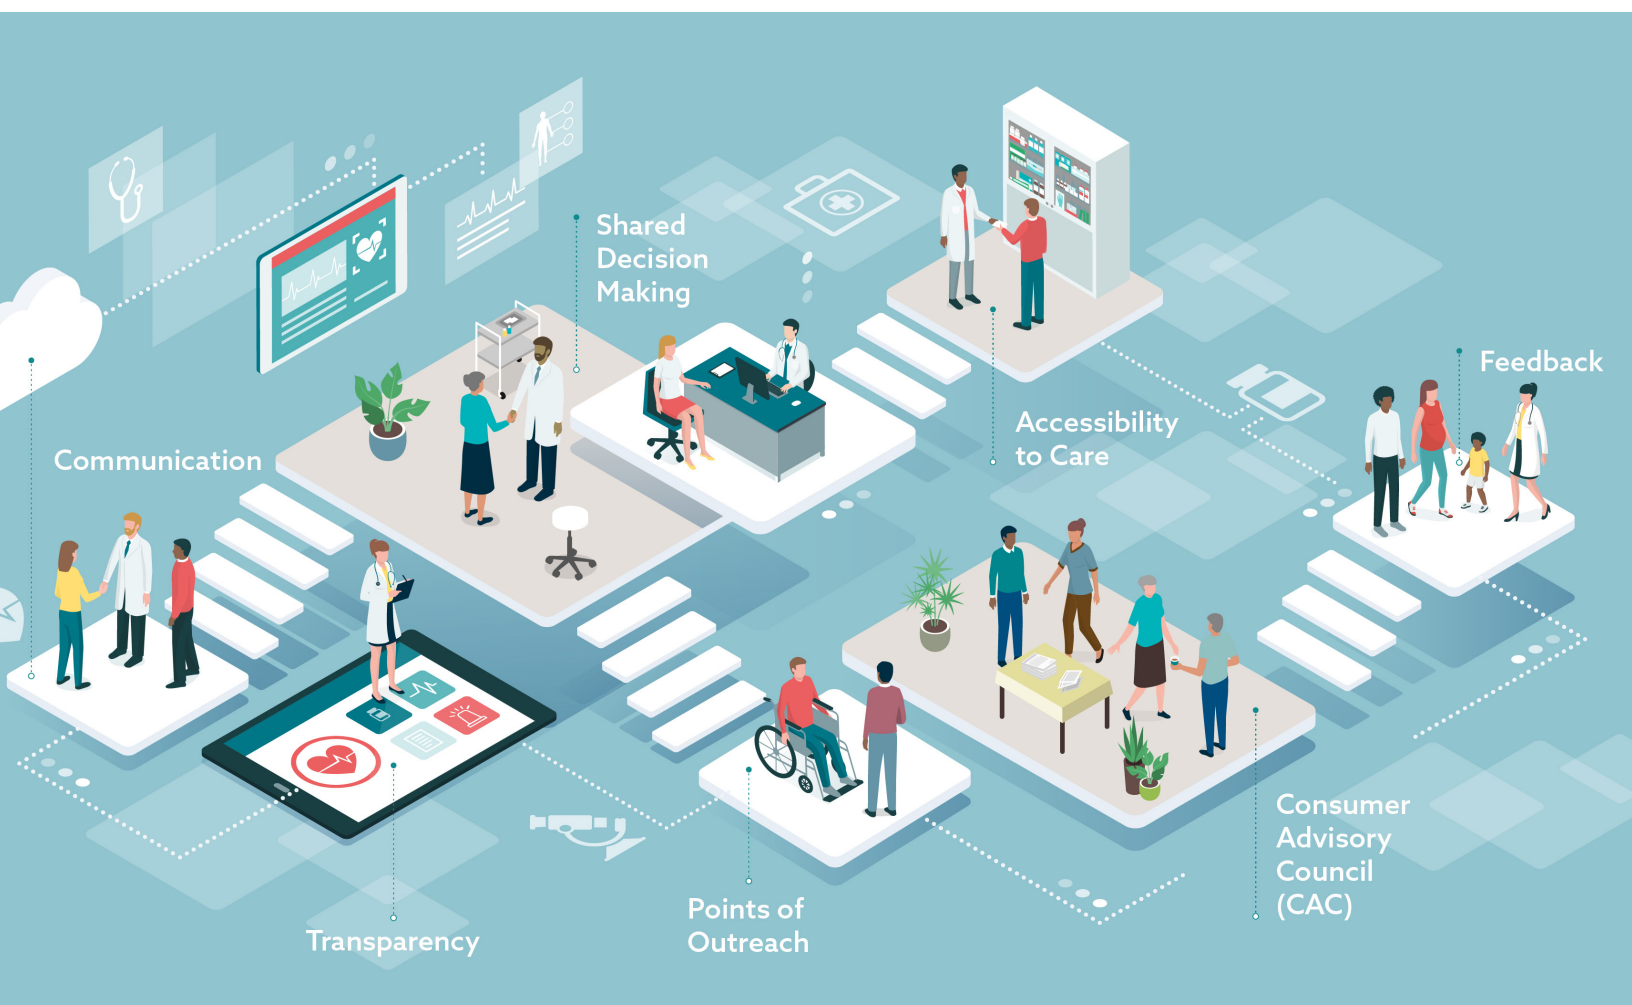 Shared
Decision
Making
Feedback
Accessibility
to Care
Communication
Consumer
Advisory
Council
(CAC)
Points of
Outreach
Transparency